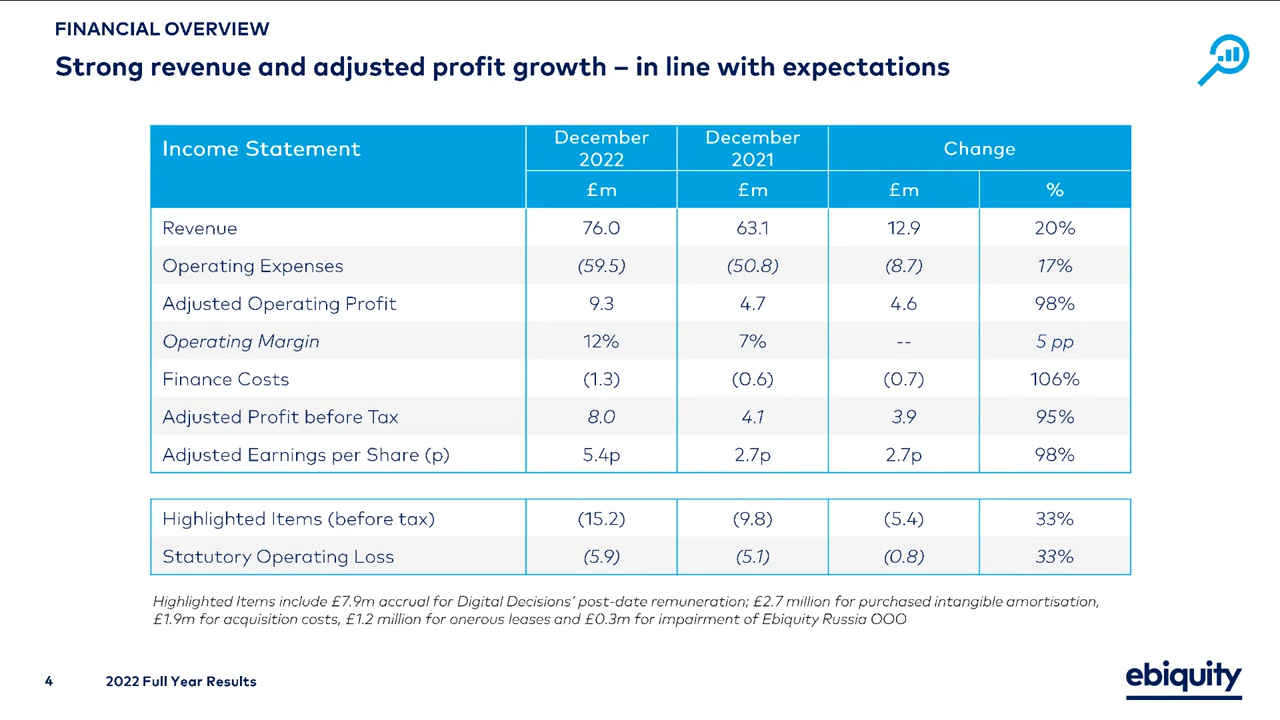 FINANCIAL OVERVIEW
Strong revenue and adjusted profit growth – in line with expectations
Income Statement December 2022 December 2021 Change
£m £m £m %
Revenue 76.0 63.1 12.9 20%
Operating Expenses (59.5) (50.8) (8.7) 17%
Adjusted Operating Profit 9.3 4.7 4.6 98%
Operating Margin 12% 7% -- 5 pp
Finance Costs (1.3) (0.6) (0.7) 106%
Adjusted Profit before Tax 8.0 4.1 3.9 95%
Adjusted Earnings per Share (p) 5.4p 2.7p 2.7p 98%
Highlighted Items (before tax) (15.2) (9.8) (5.4) 33%
Statutory Operating Loss (5.9) (5.1) (0.8) 33%
Highlighted Items include £7.9m accrual for Digital Decisions’ post-date remuneration; £2.7 million for purchased intangible amortisation,
£1.9m for acquisition costs, £1.2 million for onerous leases and £0.3m for impairment of Ebiquity Russia OOO
4 2022 Full Year Results
ebiquity